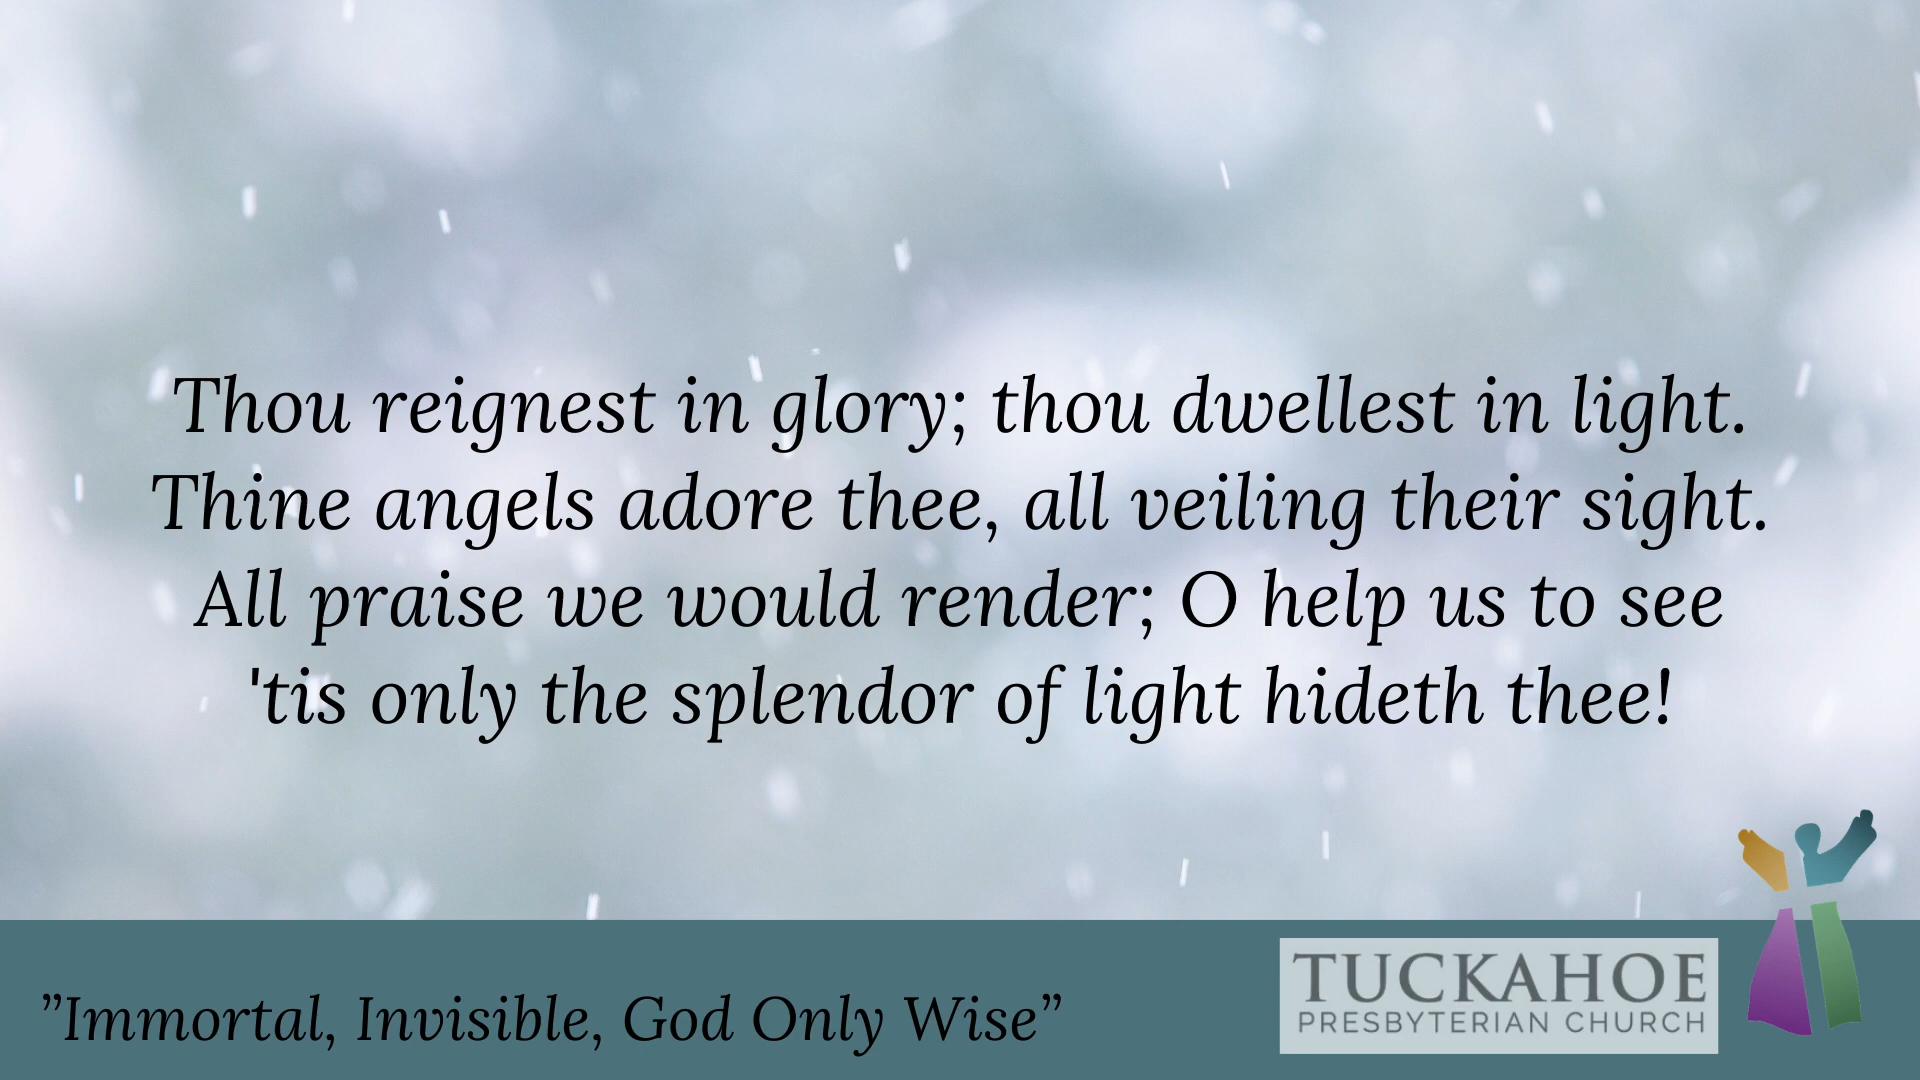 Thou reignest in glory; thou dwellest in light.
Thine angels adore thee, all veiling their sight.
All praise we would render; O help us to see
'tis only the splendor of light hideth thee!
”Immortal, Invisible, God Only Wise”
TUCKAHOE
PRESBYTERIAN CHURCH